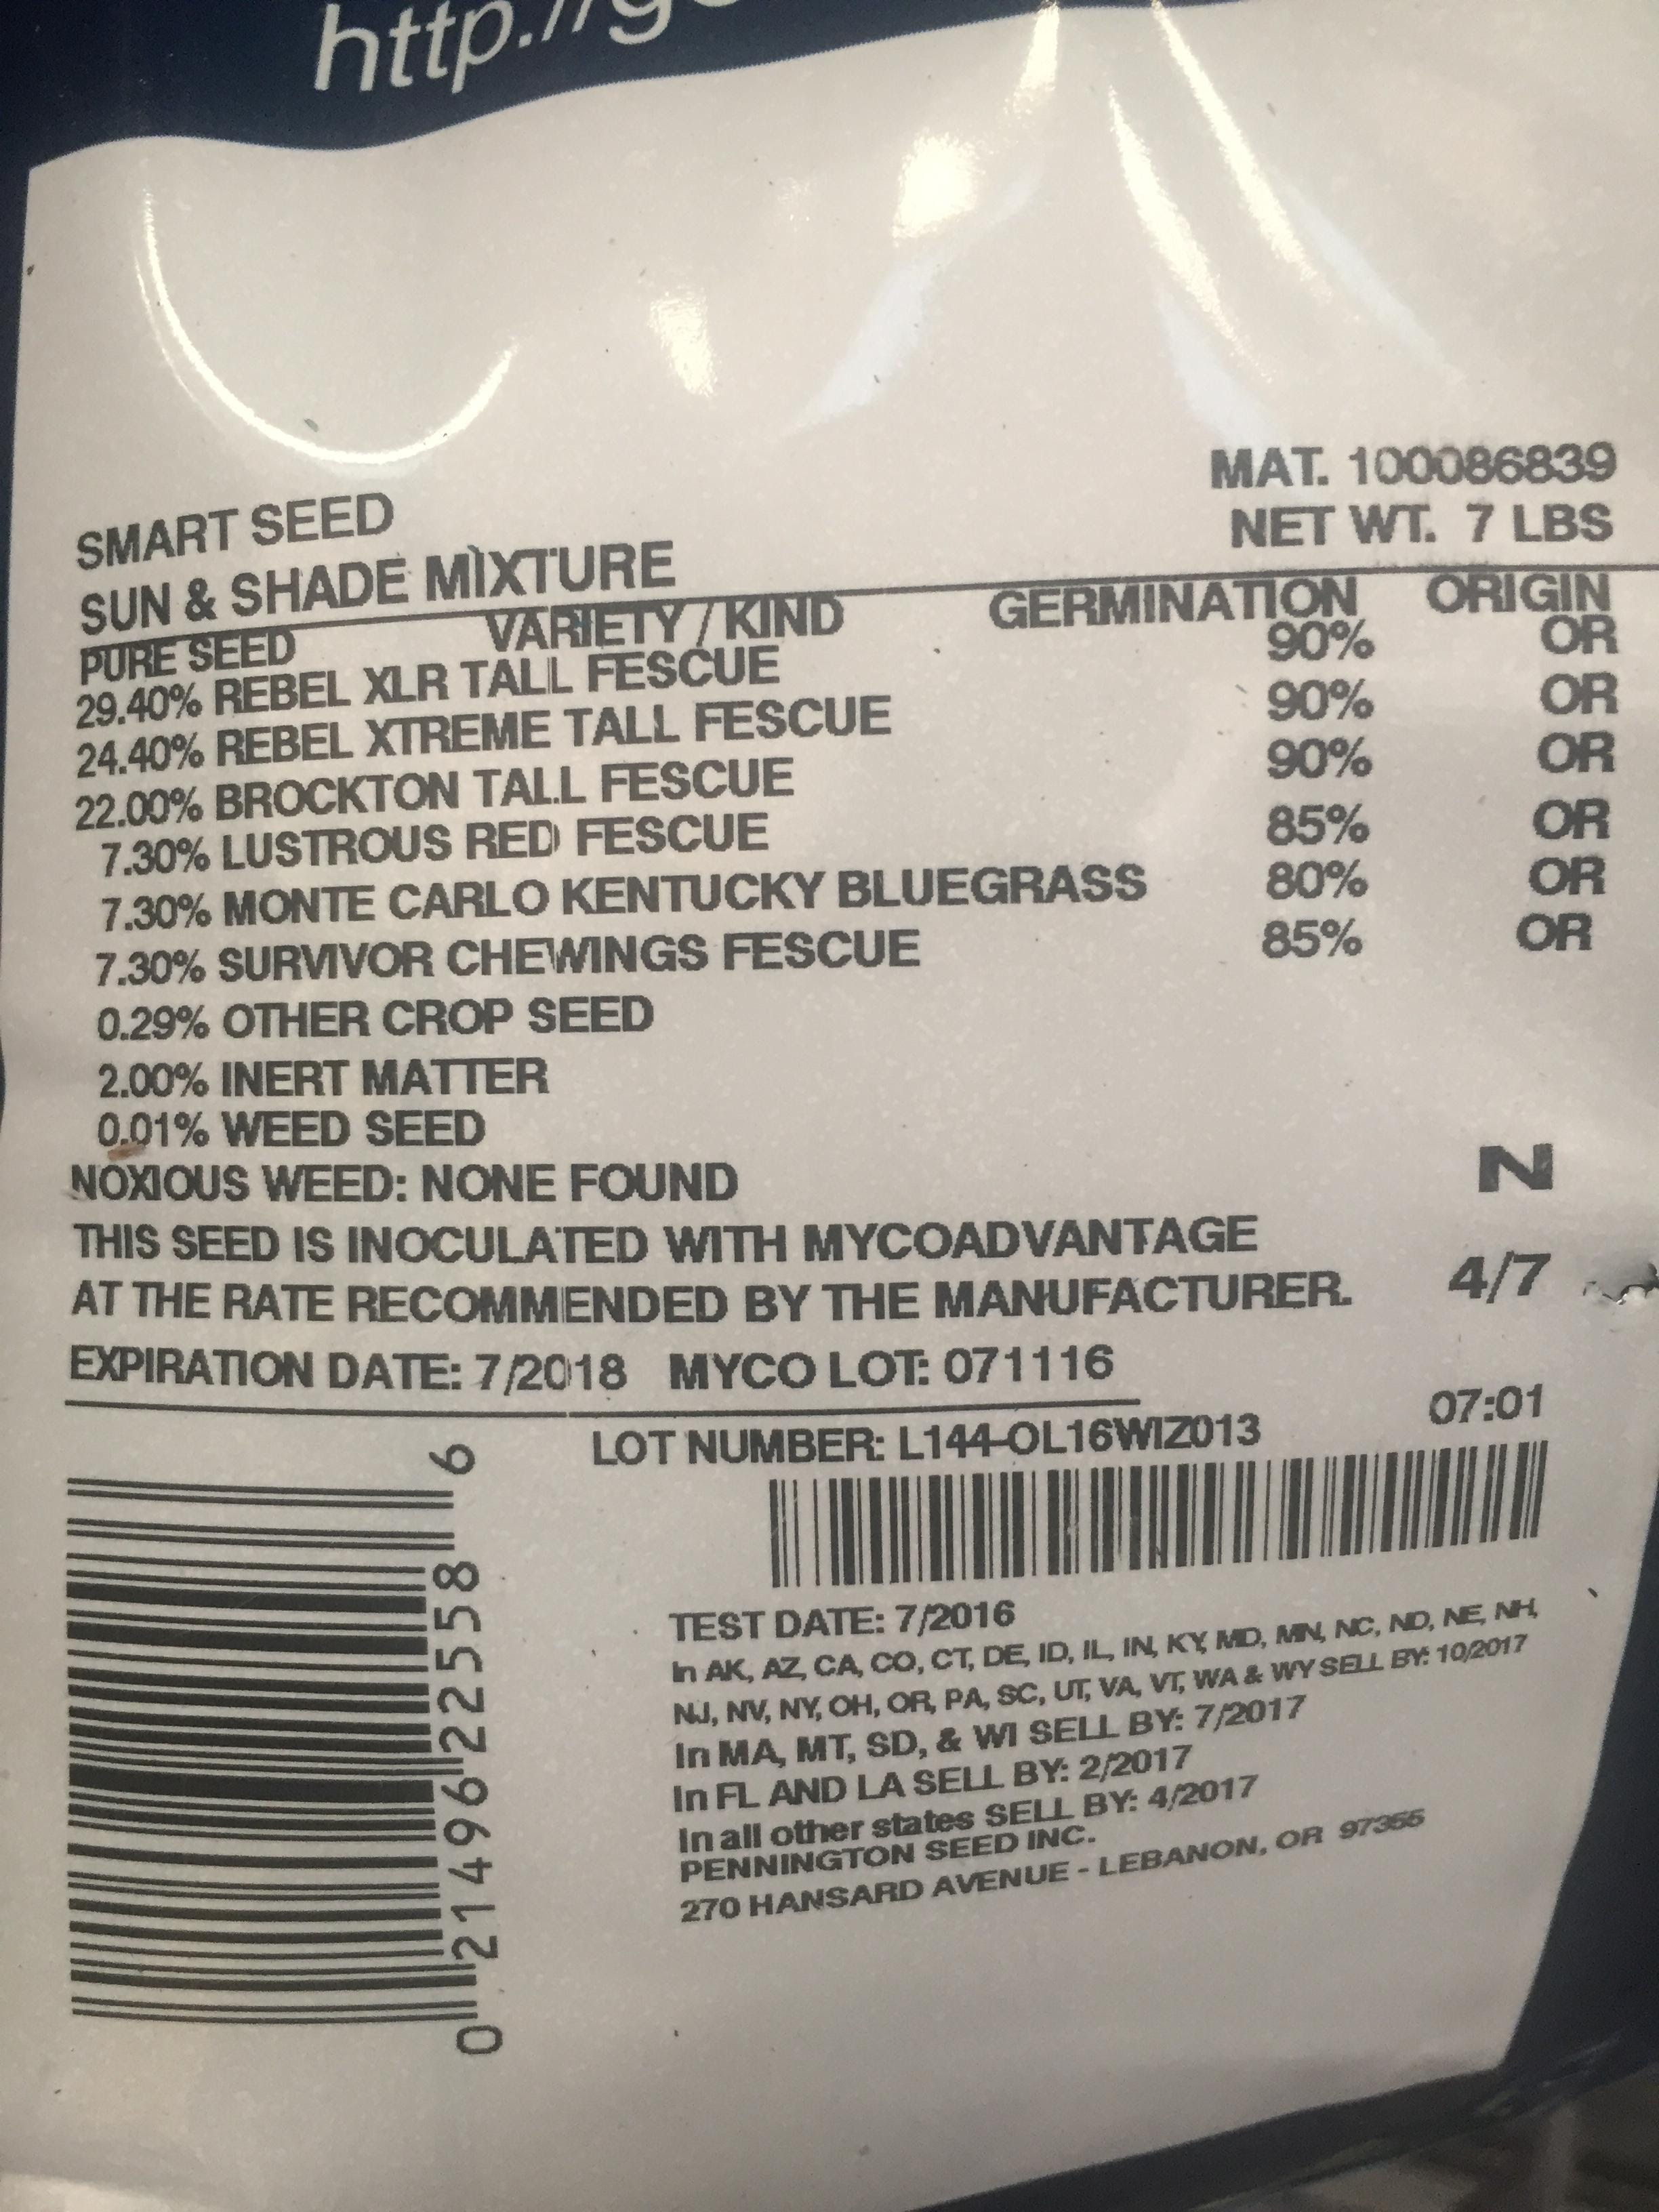 http://g
SMART SEED
MAT. 100086839
SUN & SHADE MIXTURE
NET WT. 7 LBS
PURE SEED VARIETY / KIND GERMINATION ORIGIN
29.40% REBEL XLR TALL FESCUE 90% OR
24.40% REBEL XTREME TALL FESCUE 90% OR
22.00% BROCKTON TALL FESCUE 90% OR
7.30% LUSTROUS RED FESCUE 85% OR
7.30% MONTE CARLO KENTUCKY BLUEGRASS 80% OR
7.30% SURVIVOR CHEWINGS FESCUE 85% OR
0.29% OTHER CROP SEED
2.00% INERT MATTER
0.01% WEED SEED
NOXIOUS WEED: NONE FOUND N
THIS SEED IS INOCULATED WITH MYCOADVANTAGE
AT THE RATE RECOMMENDED BY THE MANUFACTURER. 4/7
EXPIRATION DATE: 7/2018 MYCO LOT: 071116
LOT NUMBER: L144-OL16WIZ013 07:01
0 21496 22558 6
TEST DATE: 7/2016
In AK, AZ, CA, CO, CT, DE, ID, IL, IN, KY, MD, MN, NC, ND, NE, NH,
NJ, NV, NY, OH, OR, PA, SC, UT, VA, VT, WA & WY SELL BY: 10/2017
In MA, MT, SD, & WI SELL BY: 7/2017
In FL AND LA SELL BY: 2/2017
In all other states SELL BY: 4/2017
PENNINGTON SEED INC.
270 HANSARD AVENUE - LEBANON, OR 97355